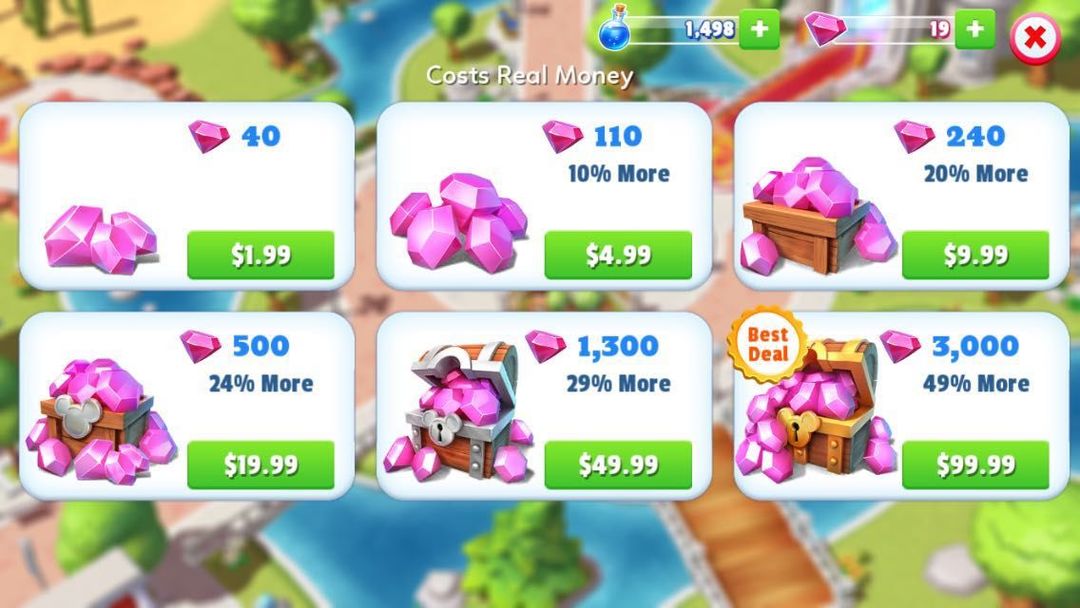 1,498
19
Costs Real Money
40
$1.99
110
10% More
$4.99
240
20% More
$9.99
500
24% More
$19.99
1,300
29% More
$49.99
Best
Deal
3,000
49% More
$99.99